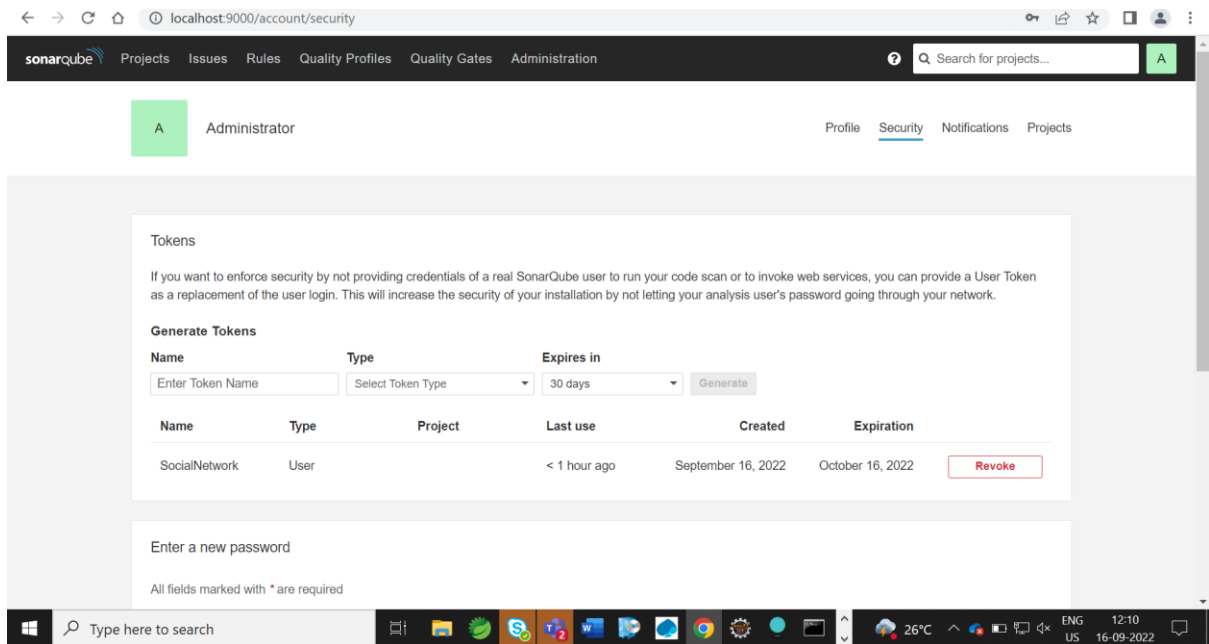 localhost:9000/account/security
sonarqube Projects Issues Rules Quality Profiles Quality Gates Administration ? Search for projects... A
A Administrator Profile Security Notifications Projects
Tokens
If you want to enforce security by not providing credentials of a real SonarQube user to run your code scan or to invoke web services, you can provide a User Token
as a replacement of the user login. This will increase the security of your installation by not letting your analysis user's password going through your network.
Generate Tokens
Name Type Expires in
Enter Token Name Select Token Type 30 days Generate
Name Type Project Last use Created Expiration
SocialNetwork User < 1 hour ago September 16, 2022 October 16, 2022 Revoke
Enter a new password
All fields marked with * are required
Type here to search 26°C ENG 12:10
US 16-09-2022